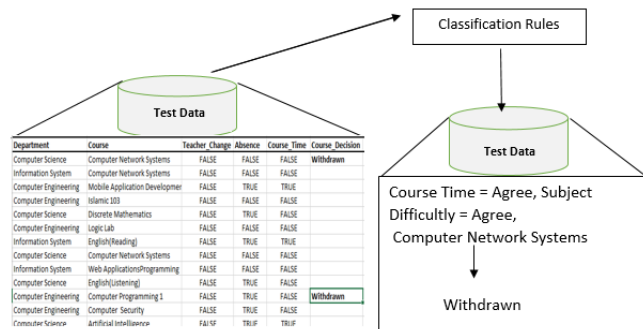 Classification Rules
Test Data
Department Course Teacher_Change Absence Course_Time Course_Decision
Computer Science Computer Network Systems FALSE FALSE FALSE Withdrawn
Information System Computer Network Systems FALSE FALSE FALSE
Computer Engineering Mobile Application Developmen FALSE TRUE TRUE
Computer Engineering Islamic 103 FALSE FALSE FALSE
Computer Science Discrete Mathematics FALSE TRUE FALSE
Computer Engineering Logic Lab FALSE FALSE FALSE
Information System English(Reading) FALSE TRUE TRUE
Computer Science Computer Network Systems FALSE FALSE FALSE
Information System Web ApplicationsProgramming FALSE FALSE FALSE
Computer Science English(Listening) FALSE TRUE FALSE
Computer Engineering Computer Programming 1 FALSE TRUE FALSE Withdrawn
Computer Engineering Computer Security FALSE TRUE FALSE
Computer Science Artificial Intelligence FALSE TRUE FALSE
Test Data
Course Time = Agree, Subject
Difficultly = Agree,
Computer Network Systems
Withdrawn